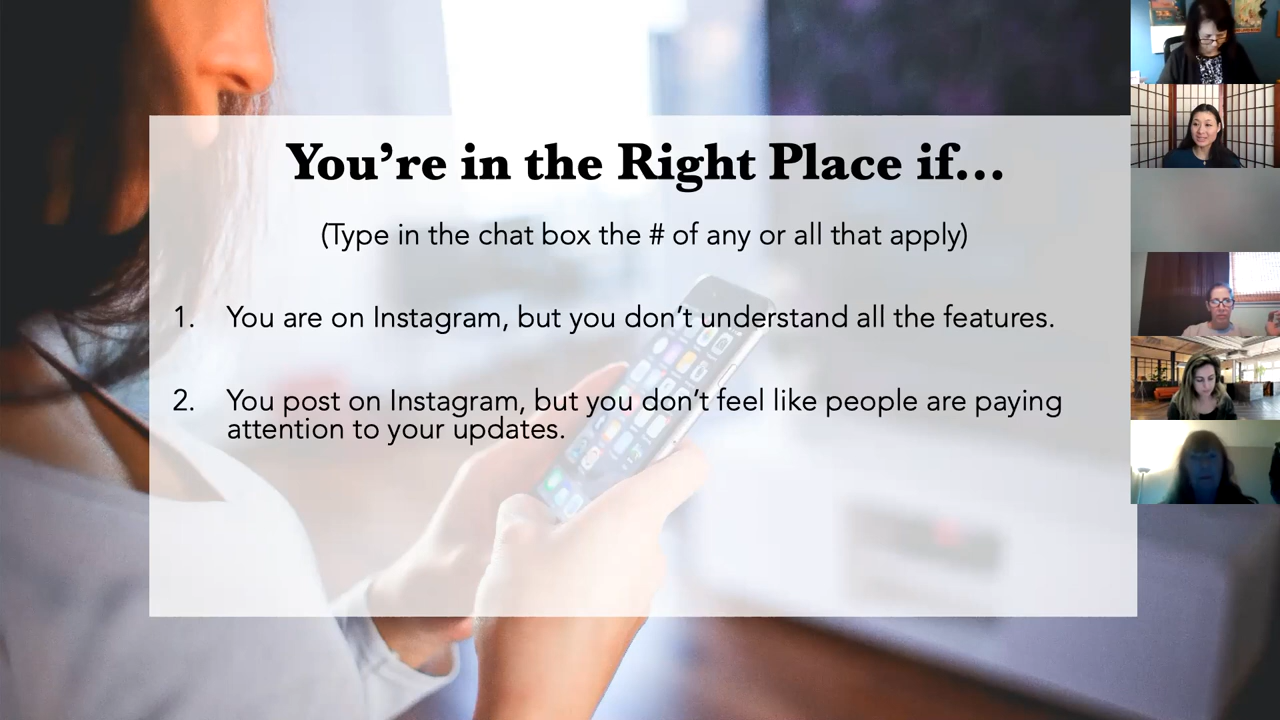 You’re in the Right Place if...
(Type in the chat box the # of any or all that apply)
1. You are on Instagram, but you don’t understand all the features.
2. You post on Instagram, but you don’t feel like people are paying
attention to your updates.